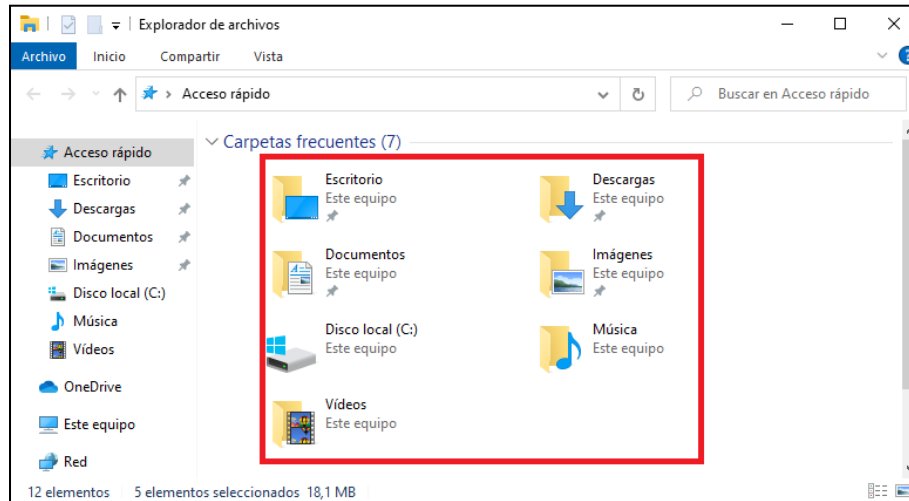 Explorador de archivos
Archivo Inicio Compartir Vista
Acceso rápido
Buscar en Acceso rápido
Acceso rápido
Escritorio
Descargas
Documentos
Imágenes
Disco local (C:)
Música
Vídeos
OneDrive
Este equipo
Red
Carpetas frecuentes (7)
Escritorio
Este equipo
Descargas
Este equipo
Documentos
Este equipo
Imágenes
Este equipo
Disco local (C:)
Este equipo
Música
Este equipo
Vídeos
Este equipo
12 elementos 5 elementos seleccionados 18,1 MB